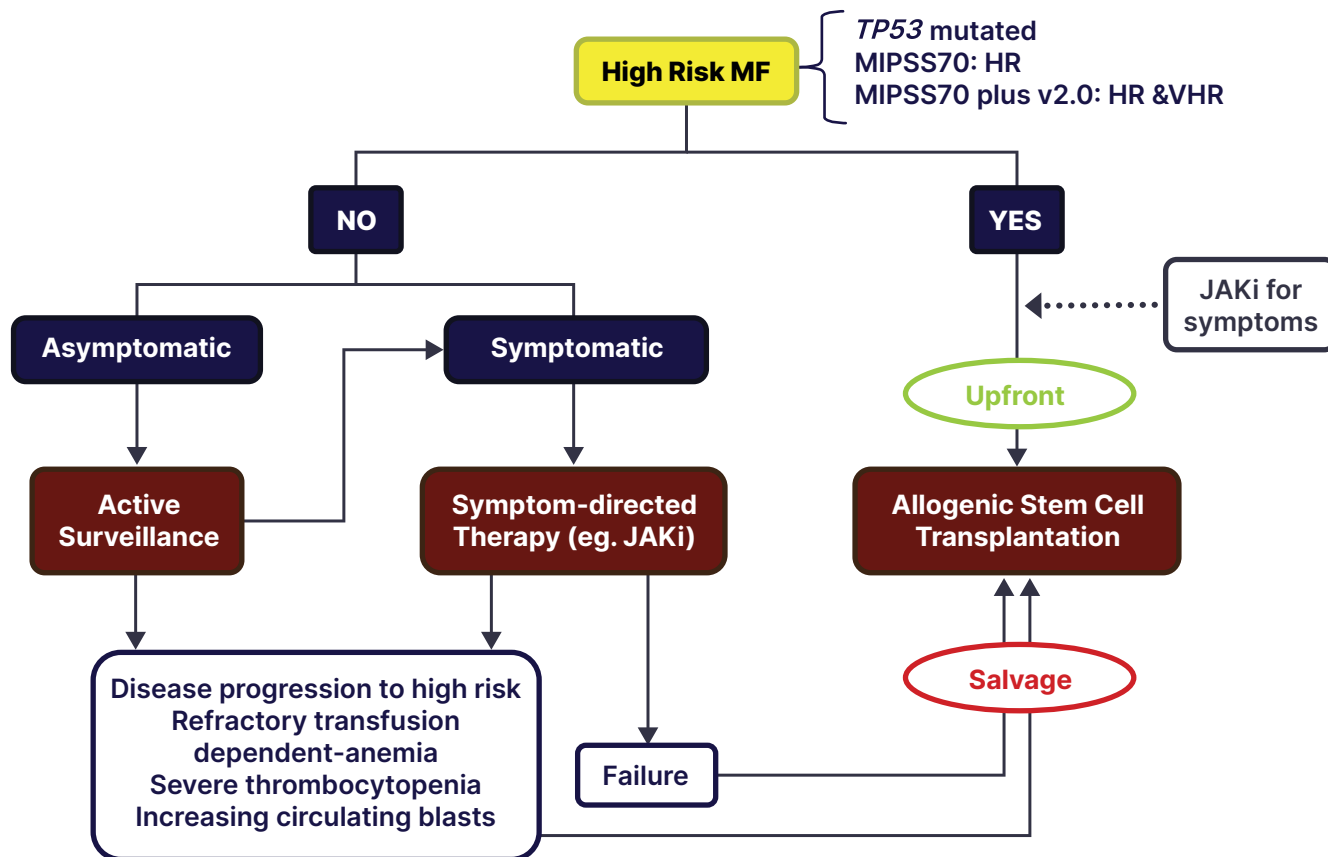 High Risk MF
TP53 mutated
MIPSS70: HR
MIPSS70 plus v2.0: HR &VHR
NO
YES
JAKi for
symptoms
Asymptomatic
Symptomatic
Upfront
Active
Surveillance
Symptom-directed
Therapy (eg. JAKi)
Allogenic Stem Cell
Transplantation
Disease progression to high risk
Refractory transfusion
dependent-anemia
Severe thrombocytopenia
Increasing circulating blasts
Failure
Salvage